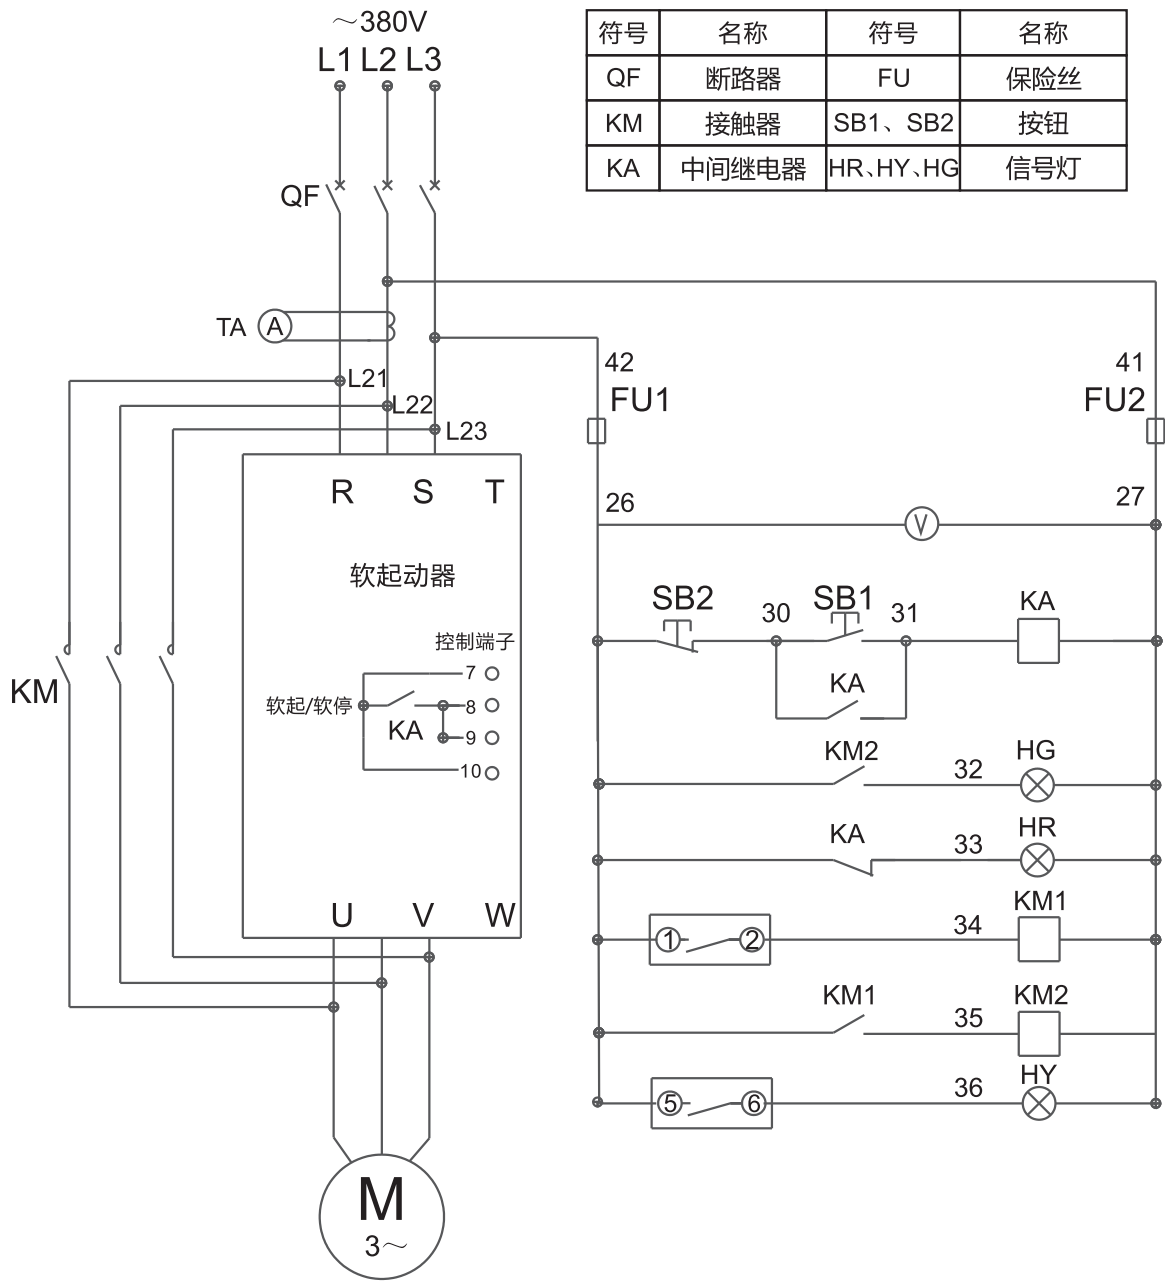 ～380V
L1 L2 L3
符号 名称 符号 名称
QF 断路器 FU 保险丝
KM 接触器 SB1、SB2 按钮
KA 中间继电器 HR、HY、HG 信号灯
QF
TA A
L21
L22
L23
42 41
FU1 FU2
R S T
26 27
V
软起动器
SB2 30 SB1 31 KA
控制端子
7
KA
KM
软起/软停 8
KA 9
10
KM2 32 HG
KA 33 HR
U V W
KM1
1 2 34
KM1 35 KM2
HY
5 6 36
M
3～